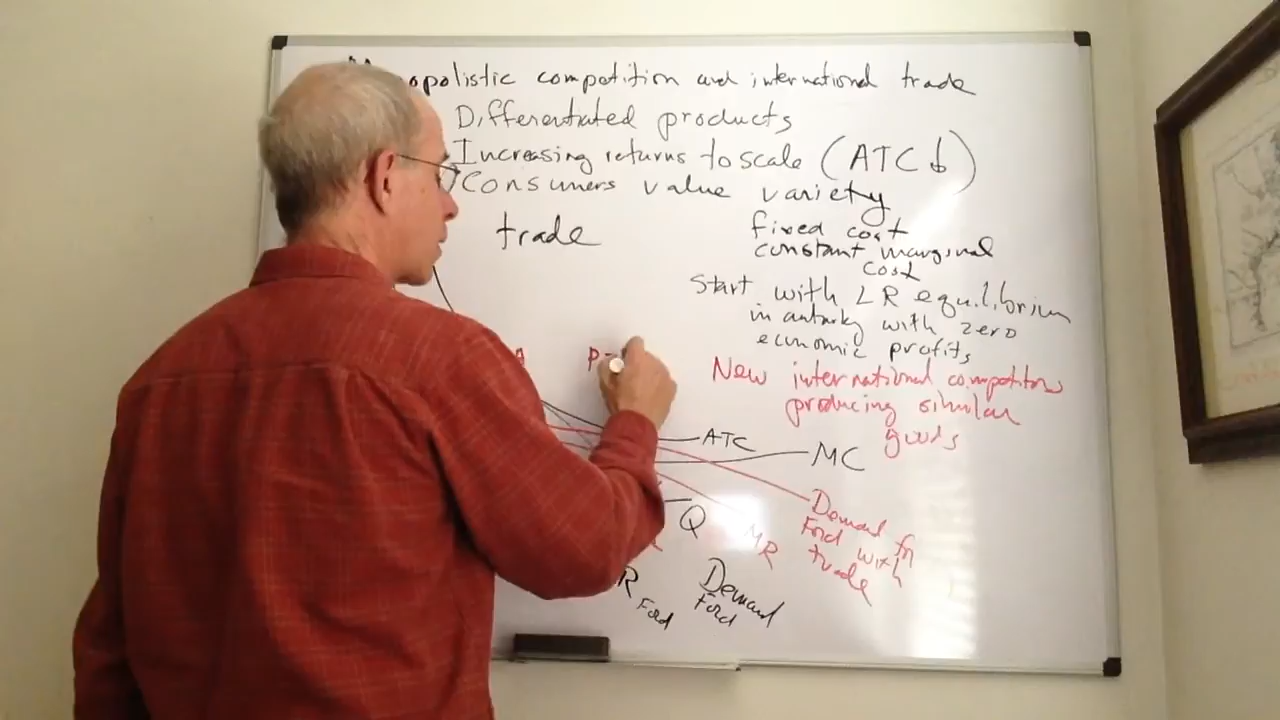 Monopolistic competition and international trade
Differentiated products
Increasing returns to scale (ATC↓)
Consumers value variety
trade
fixed cost
constant marginal
cost
Start with LR equilibrium
in autarky with zero
economic profits
New international competitors
producing similar
goods
A
P=
ATC
MC
Q
MR
Demand for
Ford with
trade
R
Ford
Demand
Ford